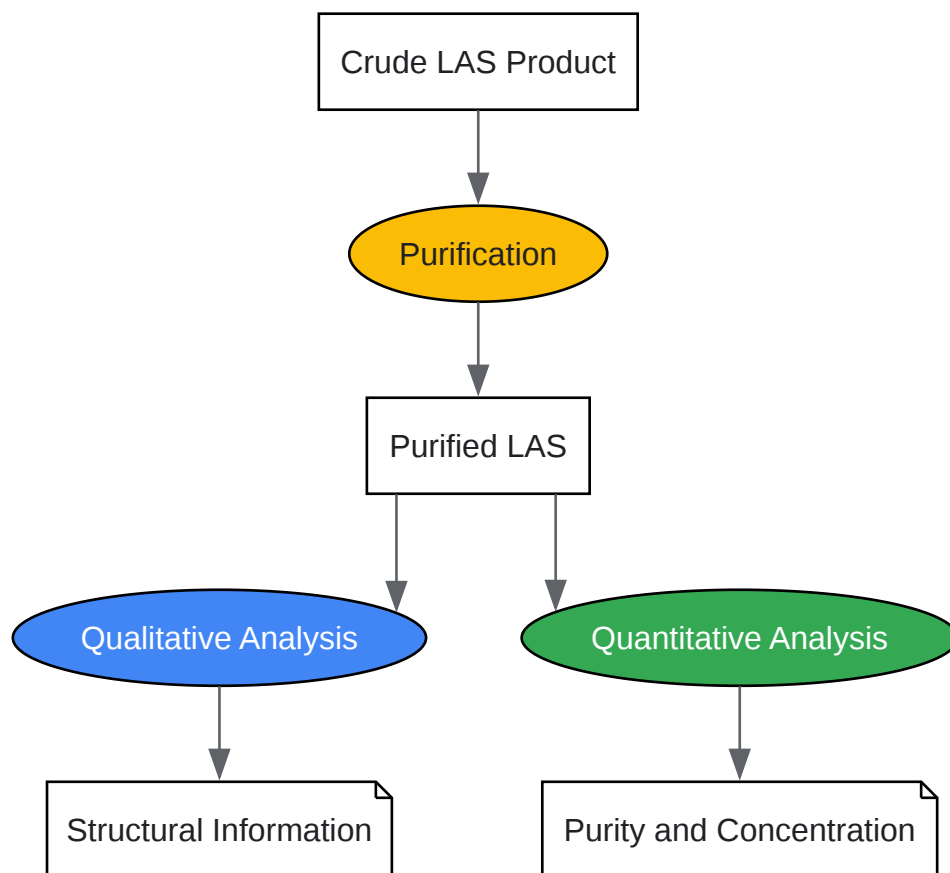 Crude LAS Product
Purification
Purified LAS
Qualitative Analysis
Quantitative Analysis
Structural Information
Purity and Concentration